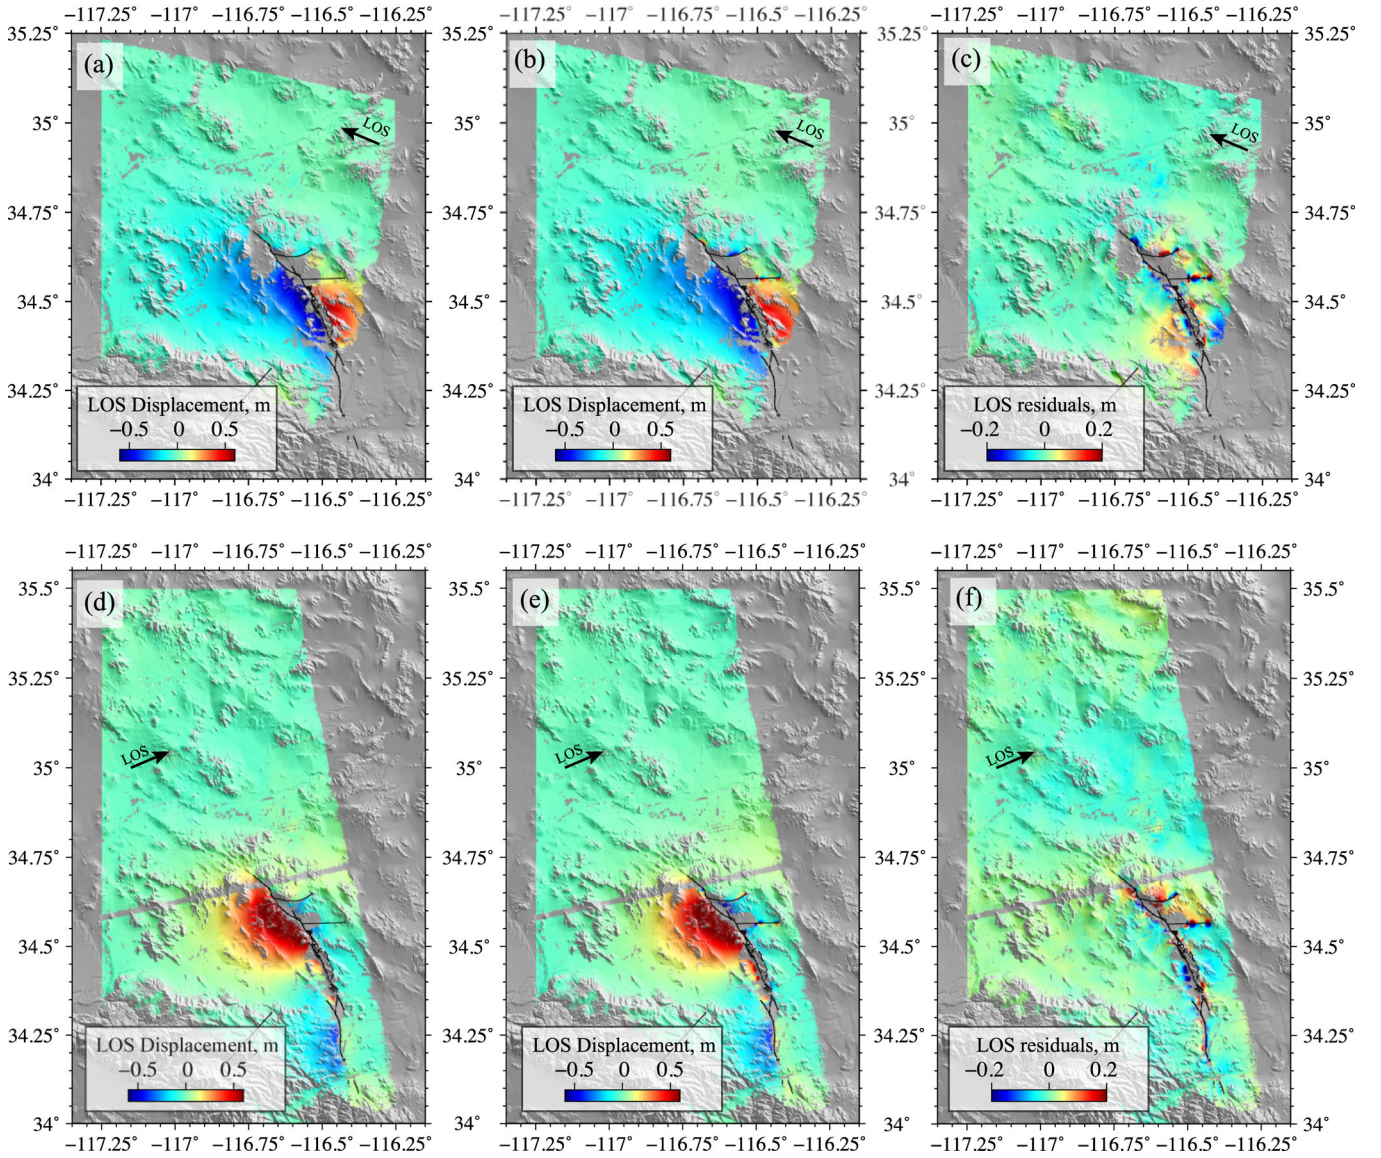 −117.25° −117° −116.75° −116.5° −116.25° −117.25° −117° −116.75° −116.5° −116.25° −117.25° −117° −116.75° −116.5° −116.25°
35.25° (a) (b) 35.25° (c) 35.25°
LOS LOS LOS
35° 35° 35°
34.75° 34.75° 34.75°
34.5° 34.5° 34.5°
34.25° 34.25° 34.25°
LOS Displacement, m LOS Displacement, m LOS residuals, m
−0.5 0 0.5 −0.5 0 0.5 −0.2 0 0.2
34° 34° 34° 34°
−117.25° −117° −116.75° −116.5° −116.25° −117.25° −117° −116.75° −116.5° −116.25° −117.25° −117° −116.75° −116.5° −116.25°
−117.25° −117° −116.75° −116.5° −116.25° −117.25° −117° −116.75° −116.5° −116.25° −117.25° −117° −116.75° −116.5° −116.25°
35.5° (d) 35.5° (e) 35.5° (f) 35.5°
35.25° 35.25° 35.25° 35.25°
LOS LOS LOS
35° 35° 35° 35°
34.75° 34.75° 34.75° 34.75°
34.5° 34.5° 34.5° 34.5°
34.25° 34.25° 34.25° 34.25°
LOS Displacement, m LOS Displacement, m LOS residuals, m
−0.5 0 0.5 −0.5 0 0.5 −0.2 0 0.2
34° 34° 34° 34°
−117.25° −117° −116.75° −116.5° −116.25° −117.25° −117° −116.75° −116.5° −116.25° −117.25° −117° −116.75° −116.5° −116.25°